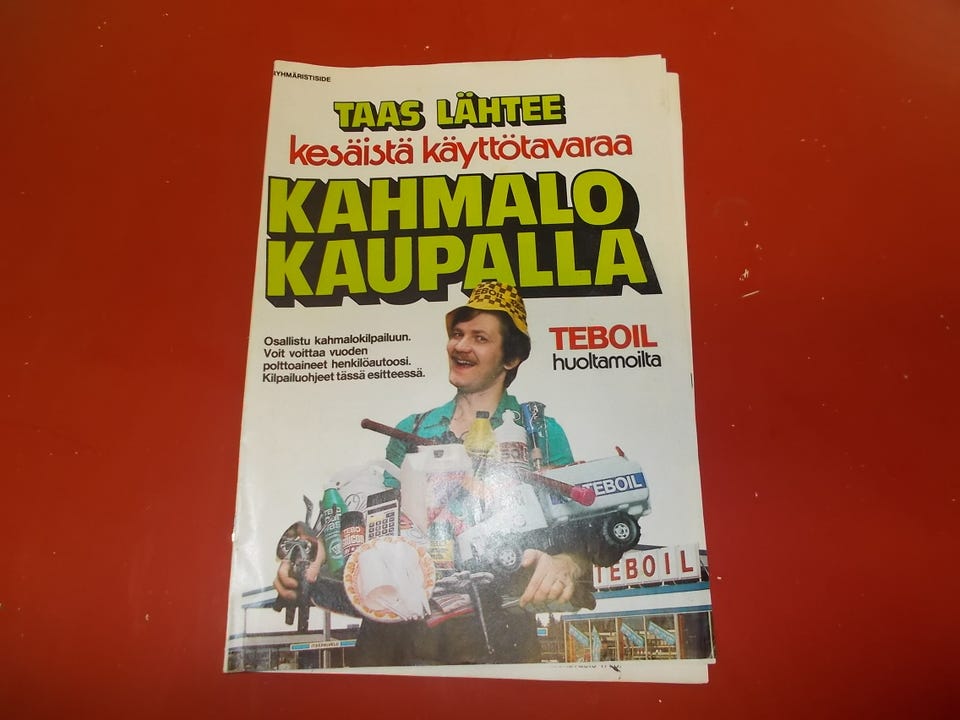 RYHMÄRISTISIDE
TAAS LÄHTEE
kesäistä käyttötavaraa
KAHMALO
KAUPALLA
TEBOIL
Osallistu kahmalokilpailuun.
Voit voittaa vuoden
polttoaineet henkilöautoosi.
Kilpailuohjeet tässä esitteessä.
TEBOIL
huoltamoilta
TEBOIL
TEBOIL